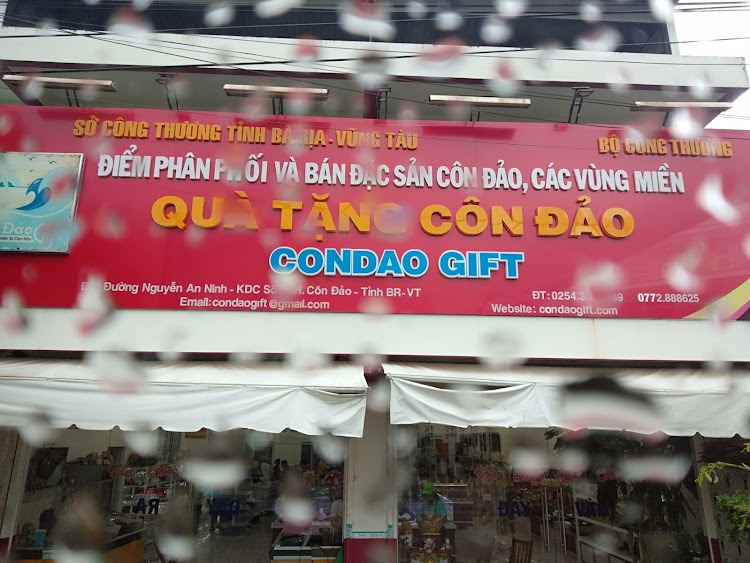 SỞ CÔNG THƯƠNG TỈNH BÀ RỊA - VŨNG TÀU
BỘ CÔNG THƯƠNG
ĐIỂM PHÂN PHỐI VÀ BÁN ĐẶC SẢN CÔN ĐẢO, CÁC VÙNG MIỀN
QUÀ TẶNG CÔN ĐẢO
CONDAO GIFT
Đường Nguyễn An Ninh - KDC Số H. Côn Đảo - Tỉnh BR-VT
Email: condaogift@gmail.com
ĐT: 0254.3 0772.888625
Website: condaogift.com
Đao
RA